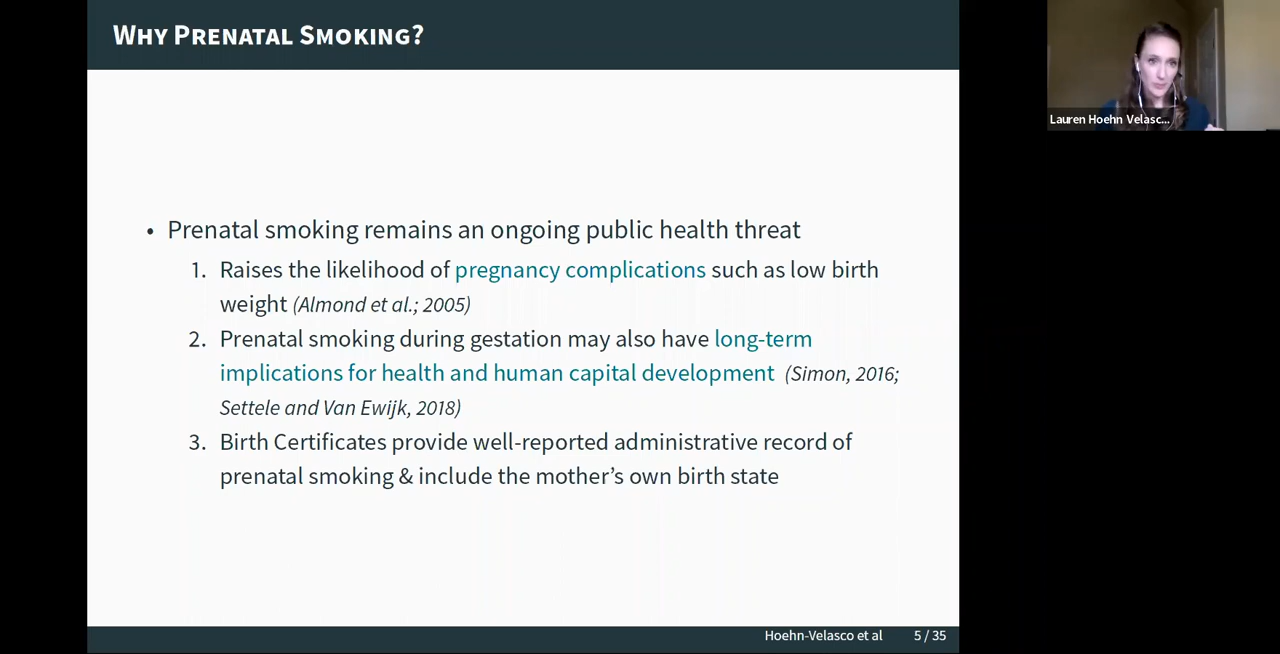 WHY PRENATAL SMOKING?
Lauren Hoehn Velasc...
• Prenatal smoking remains an ongoing public health threat
1. Raises the likelihood of pregnancy complications such as low birth
weight (Almond et al.; 2005)
2. Prenatal smoking during gestation may also have long-term
implications for health and human capital development (Simon, 2016;
Settele and Van Ewijk, 2018)
3. Birth Certificates provide well-reported administrative record of
prenatal smoking & include the mother's own birth state
Hoehn-Velasco et al 5 / 35